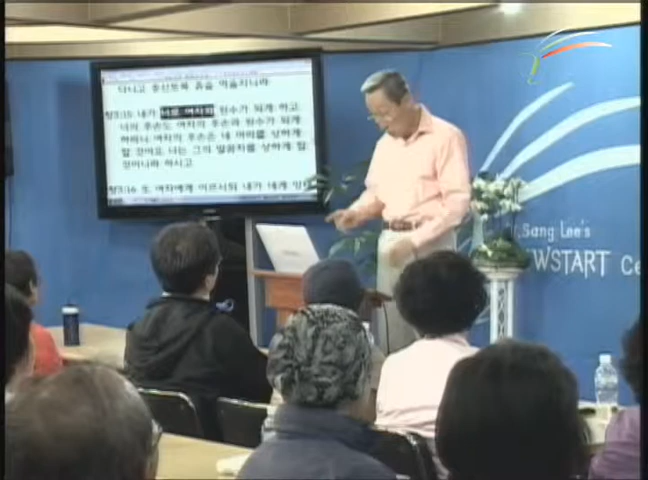 다니고 종신토록 흙을 먹을지니라
창3:15 내가 너로 여자와 원수가 되게 하고
너의 후손도 여자의 후손과 원수가 되게
하리니 여자의 후손은 네 머리를 상하게
할 것이요 너는 그의 발꿈치를 상하게 할
것이니라 하시고
창3:16 또 여자에게 이르시되 내가 네게
Sang Lee's
WSTART Ce